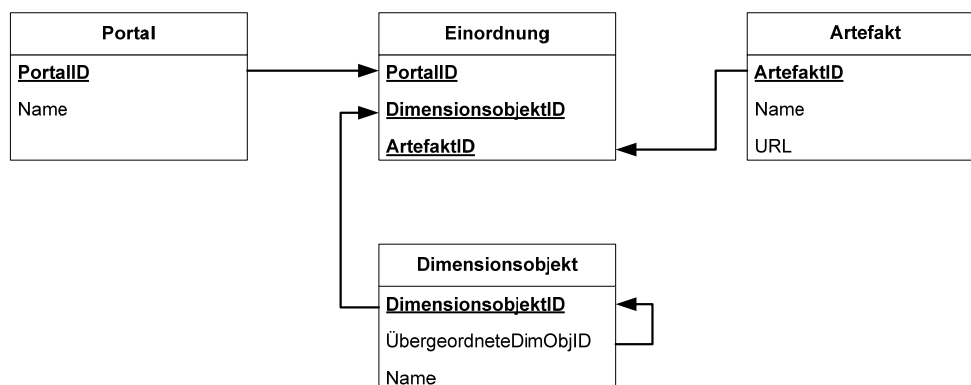 Portal
PortalID
Name
Einordnung
PortalID
DimensionsobjektID
ArtefaktID
Artefakt
ArtefaktID
Name
URL
Dimensionsobjekt
DimensionsobjektID
ÜbergeordneteDimObjID
Name